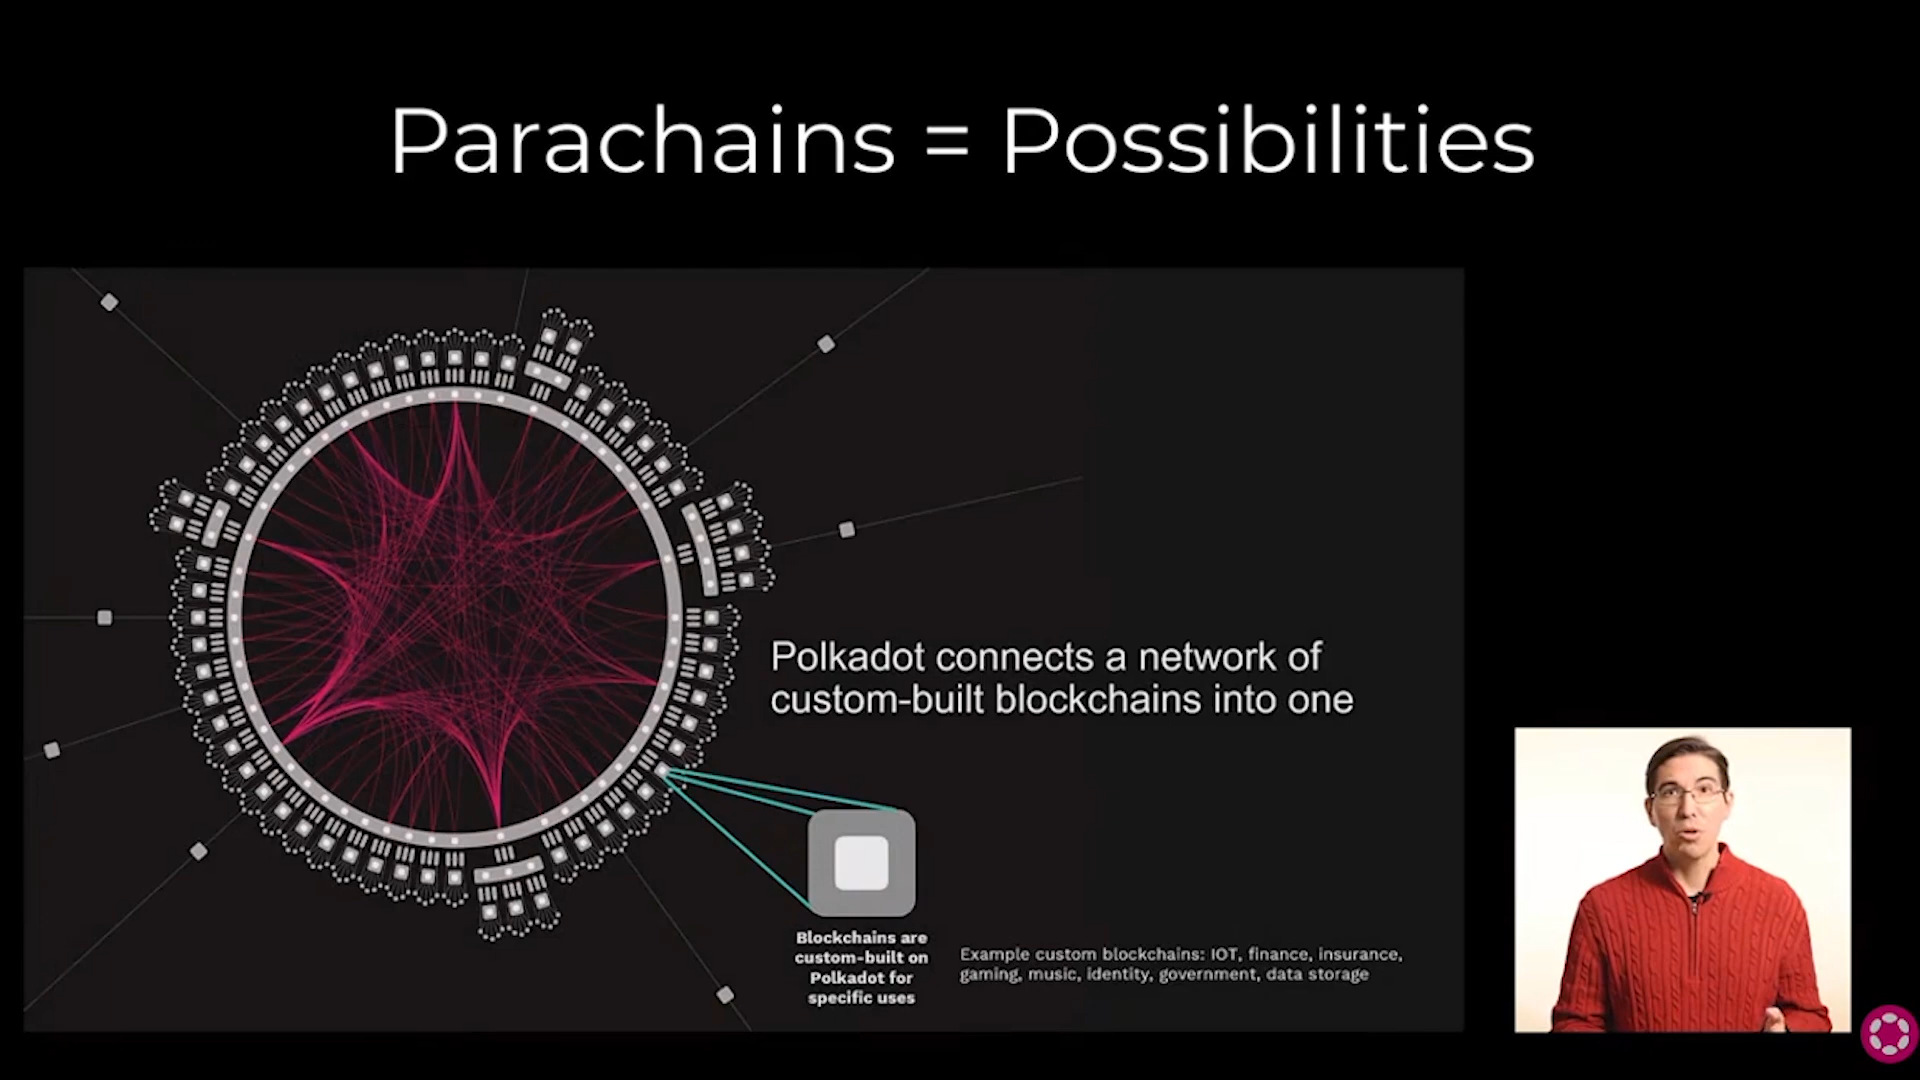 Parachains = Possibilities
Polkadot connects a network of
custom-built blockchains into one
Blockchains are
custom-built on
Polkadot for
specific uses
Example custom blockchains: IOT, finance, insurance,
gaming, music, identity, government, data storage